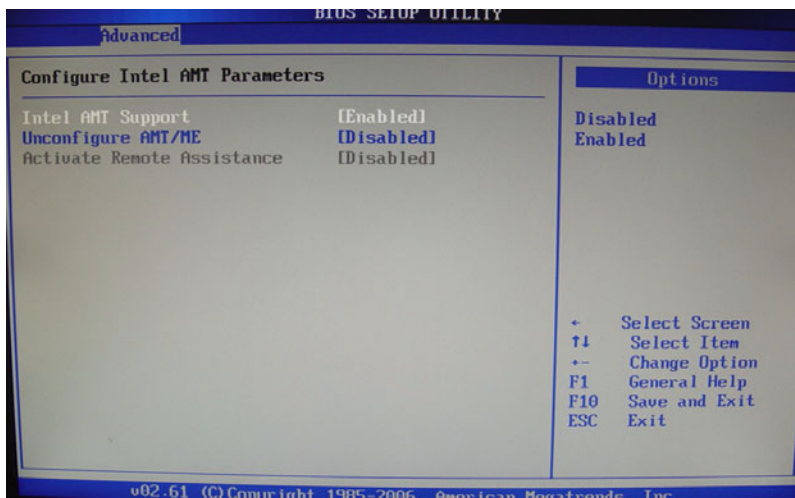 BIOS SETUP UTILITY
Advanced
Configure Intel AMT Parameters
Intel AMT Support [Enabled]
Unconfigure AMT/ME [Disabled]
Activate Remote Assistance [Disabled]
Options
Disabled
Enabled
← Select Screen
↑↓ Select Item
+- Change Option
F1 General Help
F10 Save and Exit
ESC Exit
v02.61 (C)Copyright 1985-2006, American Megatrends, Inc.